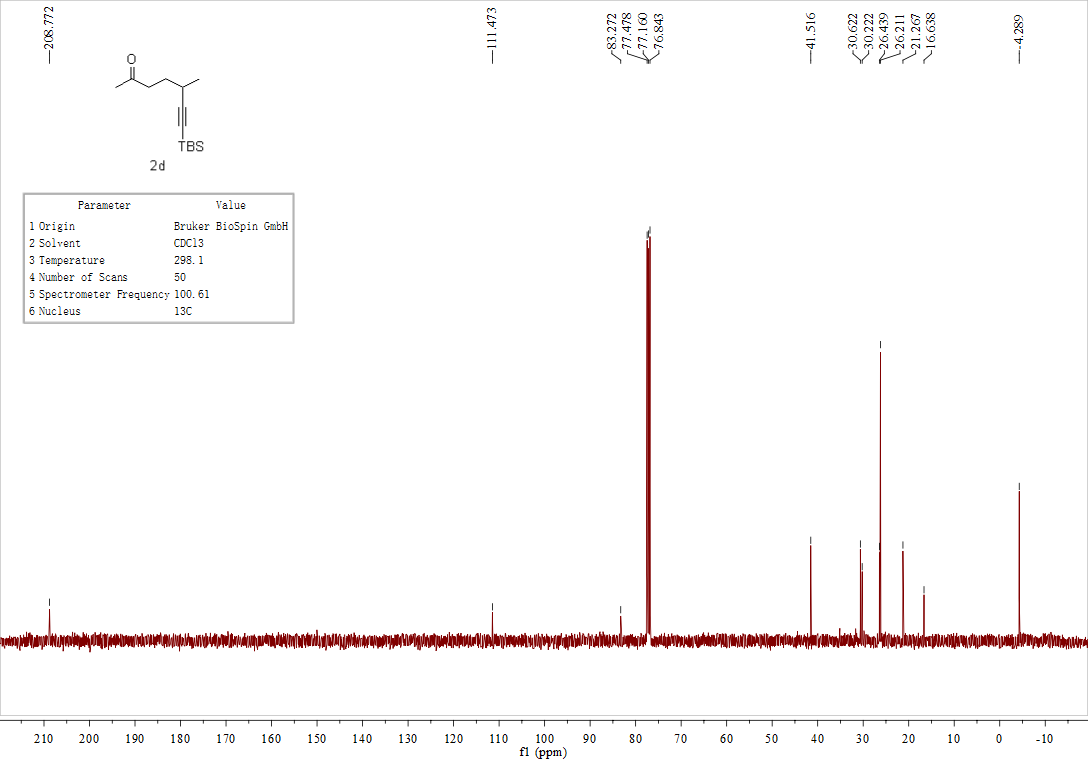 208.772
111.473
83.272
77.478
77.160
76.843
41.516
30.622
30.222
26.439
26.211
21.267
16.638
-4.289
O
TBS
2d
Parameter Value
1 Origin Bruker BioSpin GmbH
2 Solvent CDCl3
3 Temperature 298.1
4 Number of Scans 50
5 Spectrometer Frequency 100.61
6 Nucleus 13C
210 200 190 180 170 160 150 140 130 120 110 100 90 80 70 60 50 40 30 20 10 0 -10
f1 (ppm)